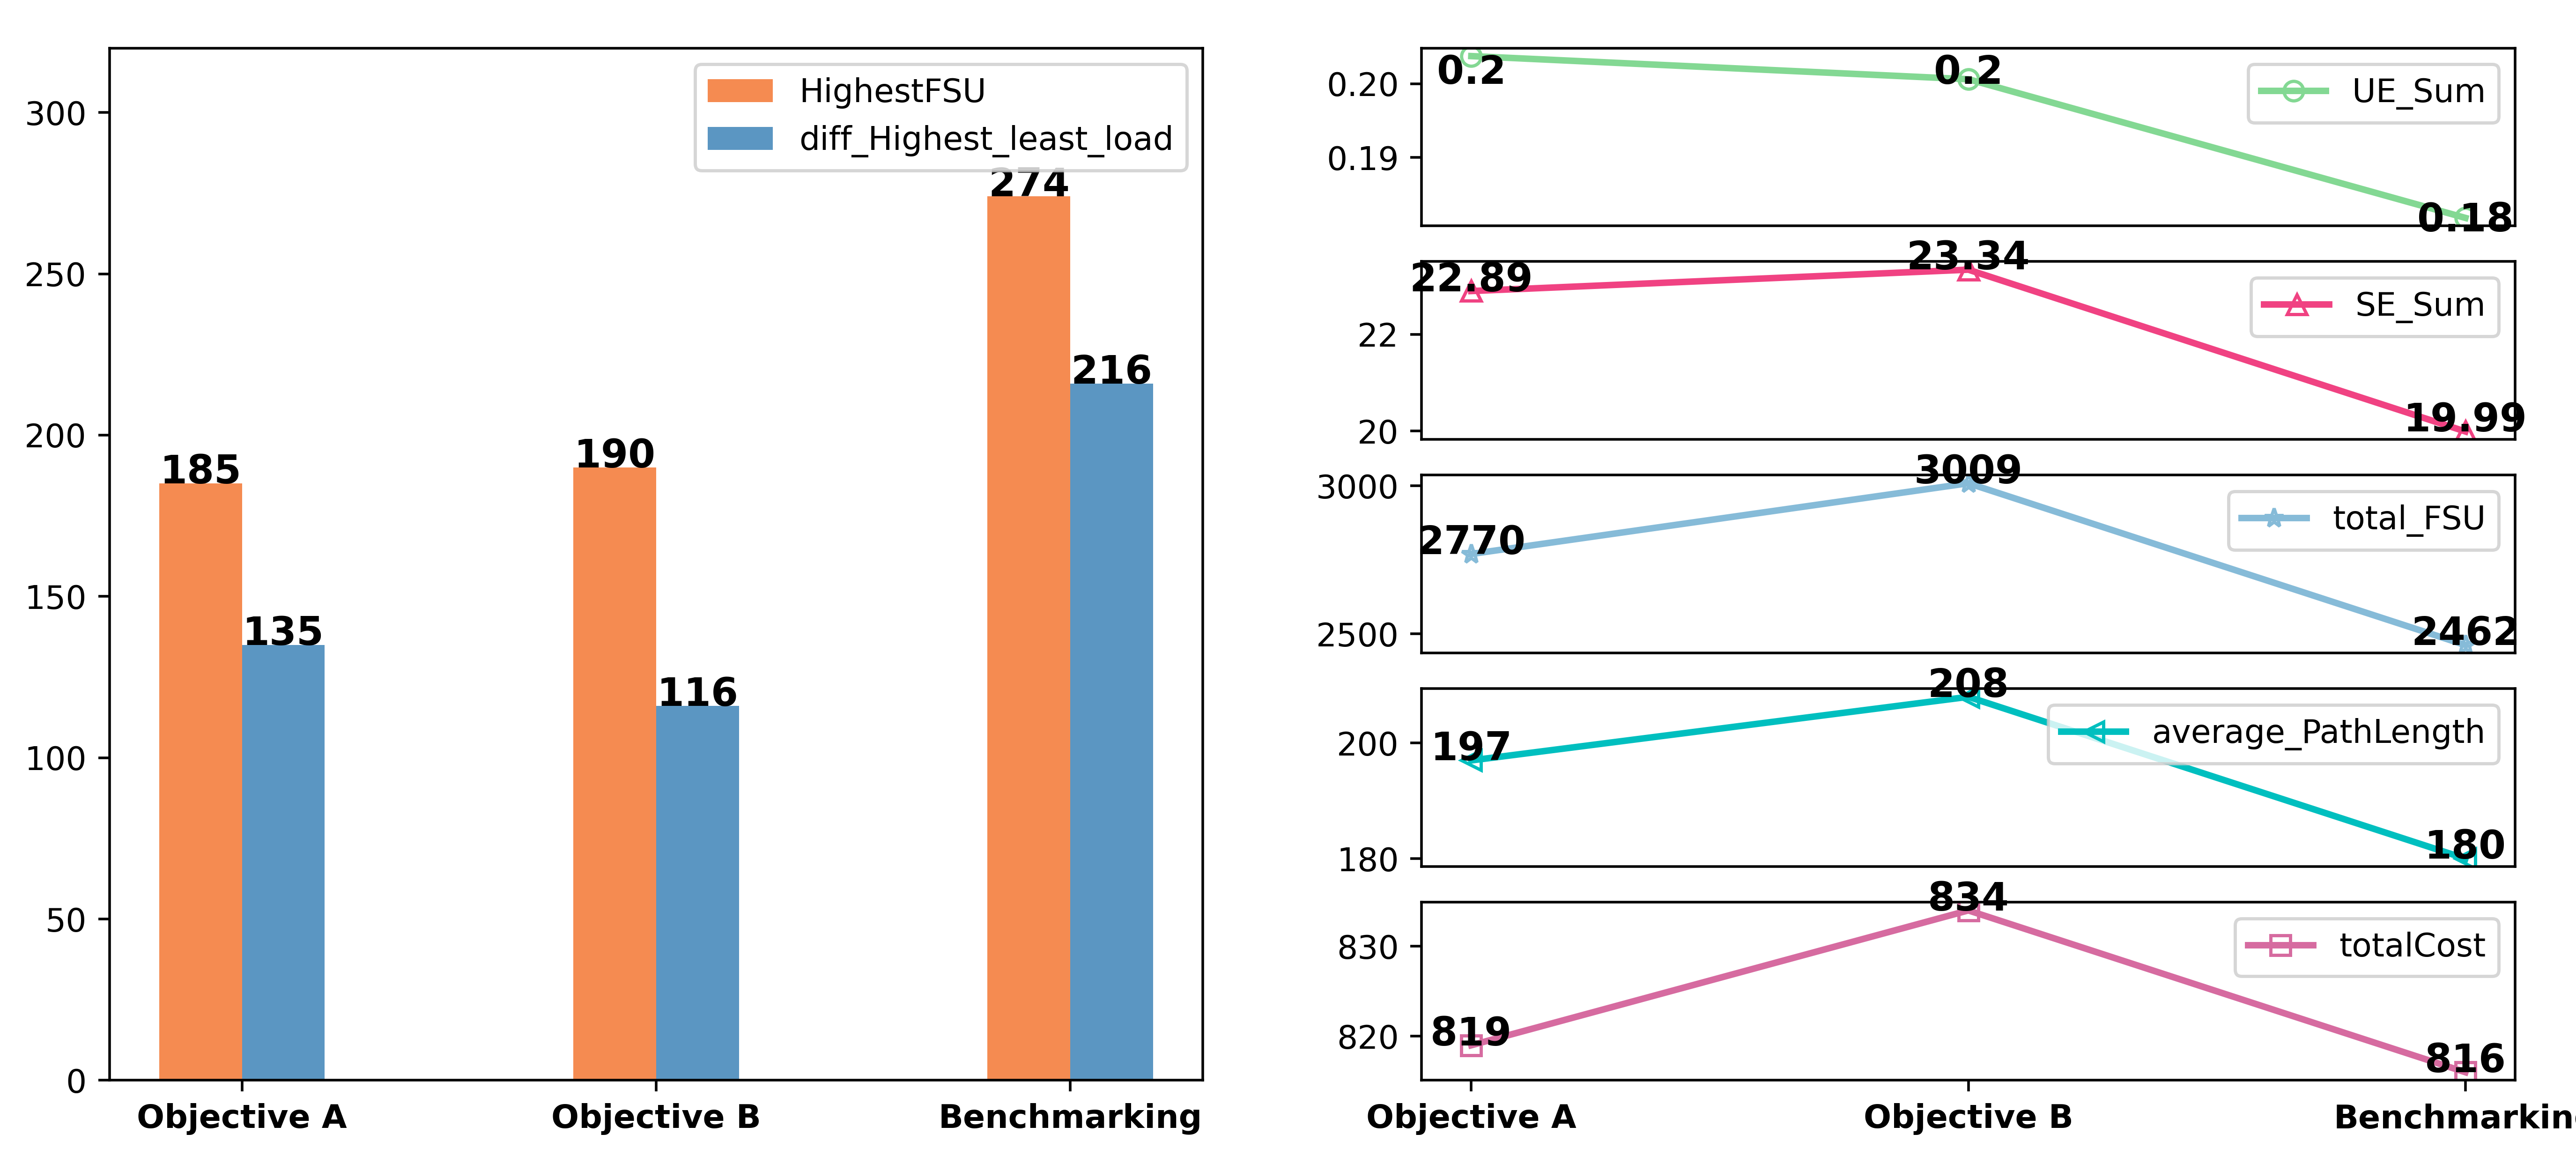 300
250
200
150
100
50
0
HighestFSU
diff_Highest_least_load
185
135
190
116
274
216
Objective A
Objective B
Benchmarking
0.20
0.19
0.2
0.2
0.18
UE_Sum
22
20
22.89
23.34
19.99
SE_Sum
3000
2500
2770
3009
2462
total_FSU
200
180
197
208
180
average_PathLength
830
820
819
834
816
totalCost
Objective A
Objective B
Benchmarkin